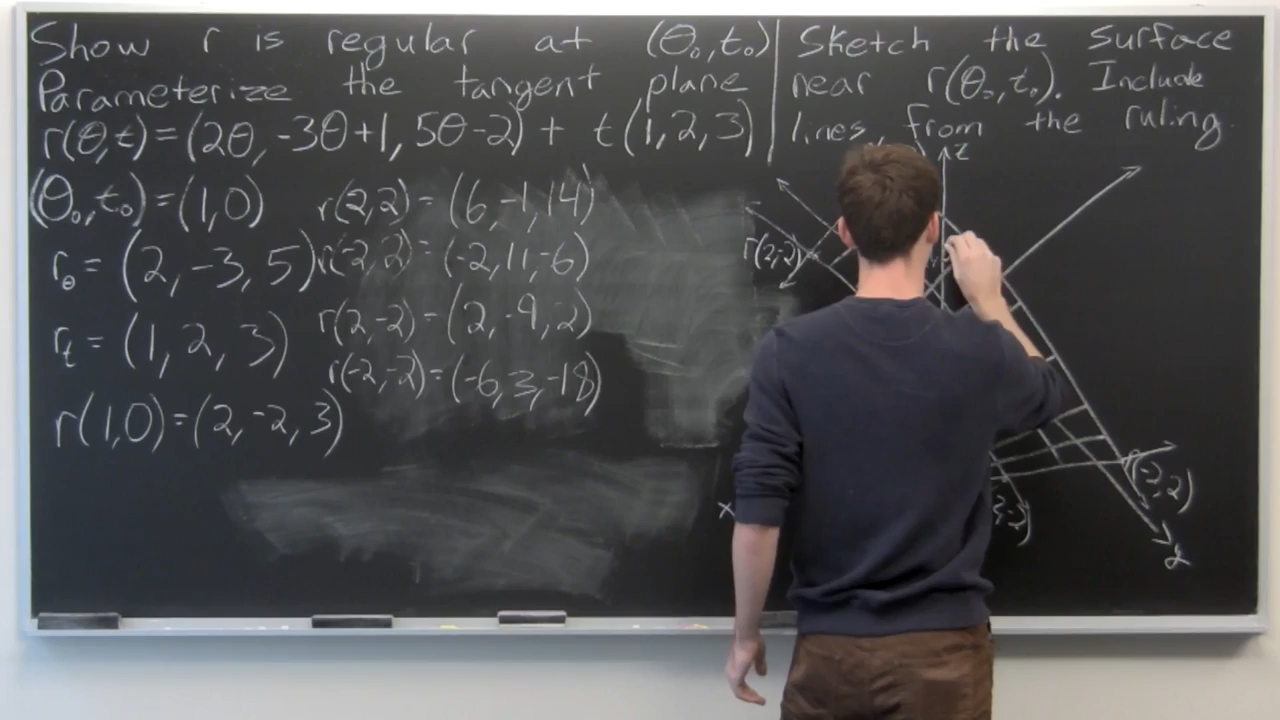 Show r is regular at (θ₀,t₀)
Parameterize the tangent plane
r(θ,t)=(2θ, -3θ+1, 5θ-2) + t(1,2,3)
(θ₀,t₀)=(1,0)
r_θ=(2,-3,5)
r_t=(1,2,3)
r(1,0)=(2,-2,3)
r(2,2)=(6,-1,14)
r(-2,2)=(-2,11,-6)
r(2,-2)=(2,-9,2)
r(-2,-2)=(-6,3,-18)
Sketch the surface
near r(θ₀,t₀). Include
lines, from the ruling.
z
r(2,-2)
x
y